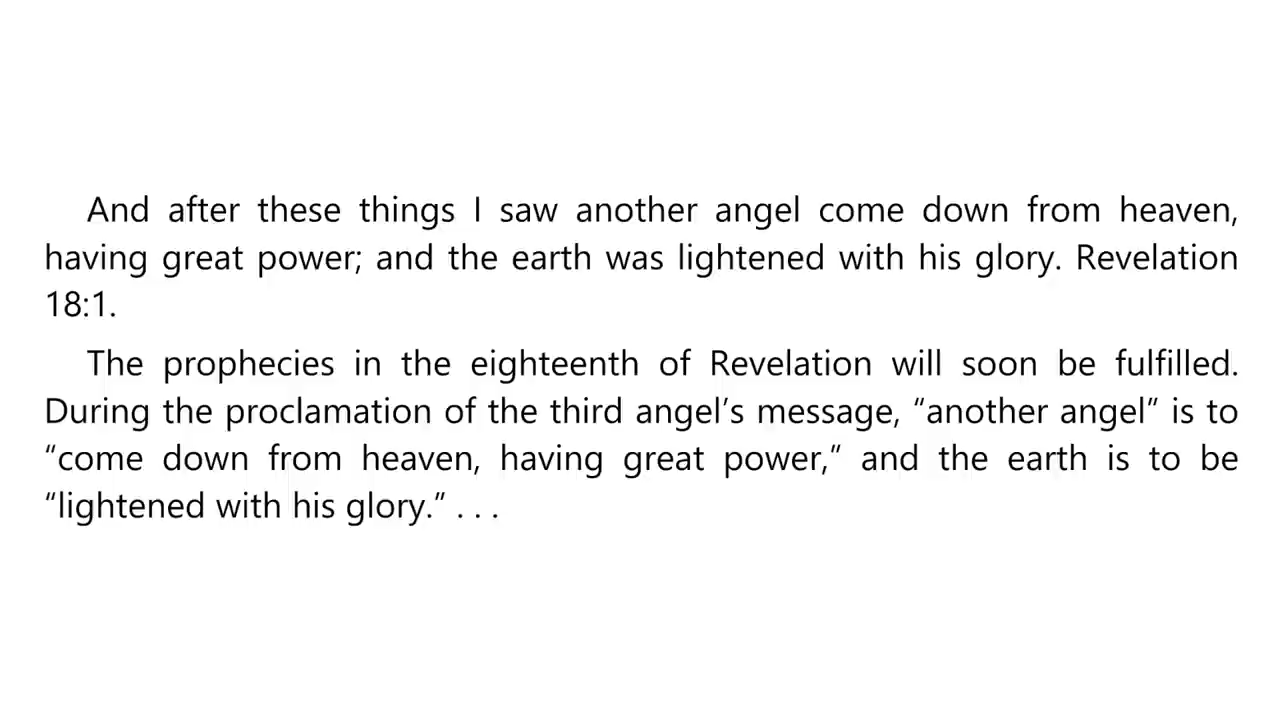 And after these things I saw another angel come down from heaven,
having great power; and the earth was lightened with his glory. Revelation
18:1.
The prophecies in the eighteenth of Revelation will soon be fulfilled.
During the proclamation of the third angel’s message, “another angel” is to
“come down from heaven, having great power,” and the earth is to be
“lightened with his glory.” . . .